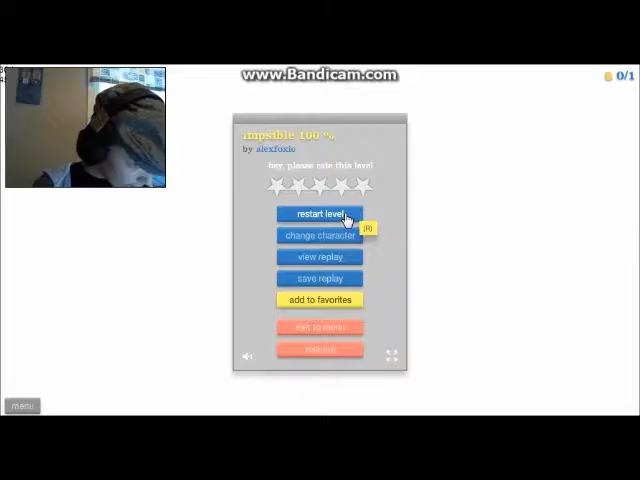 www.Bandicam.com
0/1
impsible 100 %
by alexfoxie
hey, please rate this level
restart level
(R)
change character
view replay
save replay
add to favorites
exit to menu
menu